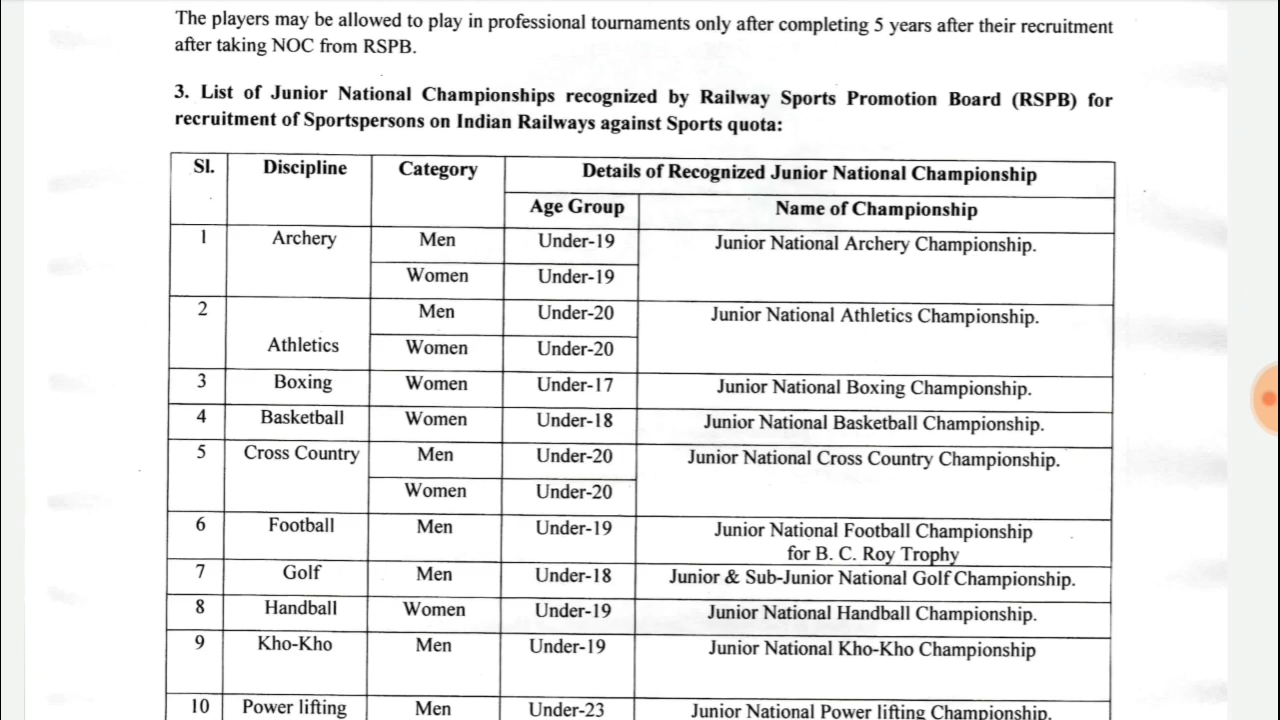 The players may be allowed to play in professional tournaments only after completing 5 years after their recruitment
after taking NOC from RSPB.
3. List of Junior National Championships recognized by Railway Sports Promotion Board (RSPB) for
recruitment of Sportspersons on Indian Railways against Sports quota:
Sl. Discipline Category Details of Recognized Junior National Championship
Age Group Name of Championship
1 Archery Men Under-19 Junior National Archery Championship.
Women Under-19
2 Men Under-20 Junior National Athletics Championship.
Athletics Women Under-20
3 Boxing Women Under-17 Junior National Boxing Championship.
4 Basketball Women Under-18 Junior National Basketball Championship.
5 Cross Country Men Under-20 Junior National Cross Country Championship.
Women Under-20
6 Football Men Under-19 Junior National Football Championship
for B. C. Roy Trophy
7 Golf Men Under-18 Junior & Sub-Junior National Golf Championship.
8 Handball Women Under-19 Junior National Handball Championship.
9 Kho-Kho Men Under-19 Junior National Kho-Kho Championship
10 Power lifting Men Under-23 Junior National Power lifting Championship.